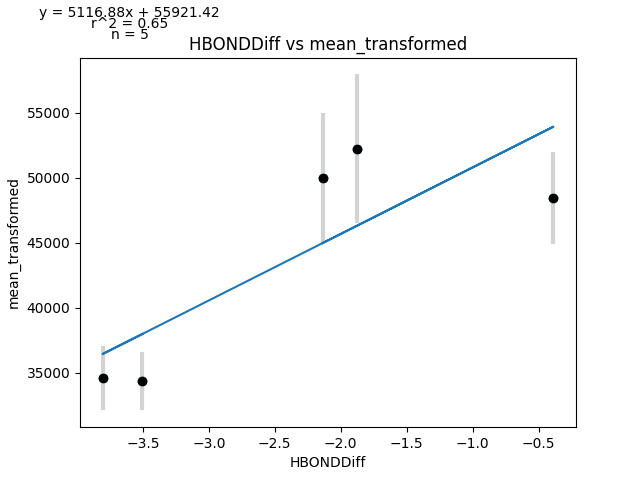 y = 5116.88x + 55921.42
r^2 = 0.65
n = 5
HBONDDiff vs mean_transformed
55000
50000
45000
40000
35000
mean_transformed
−3.5 −3.0 −2.5 −2.0 −1.5 −1.0 −0.5
HBONDDiff